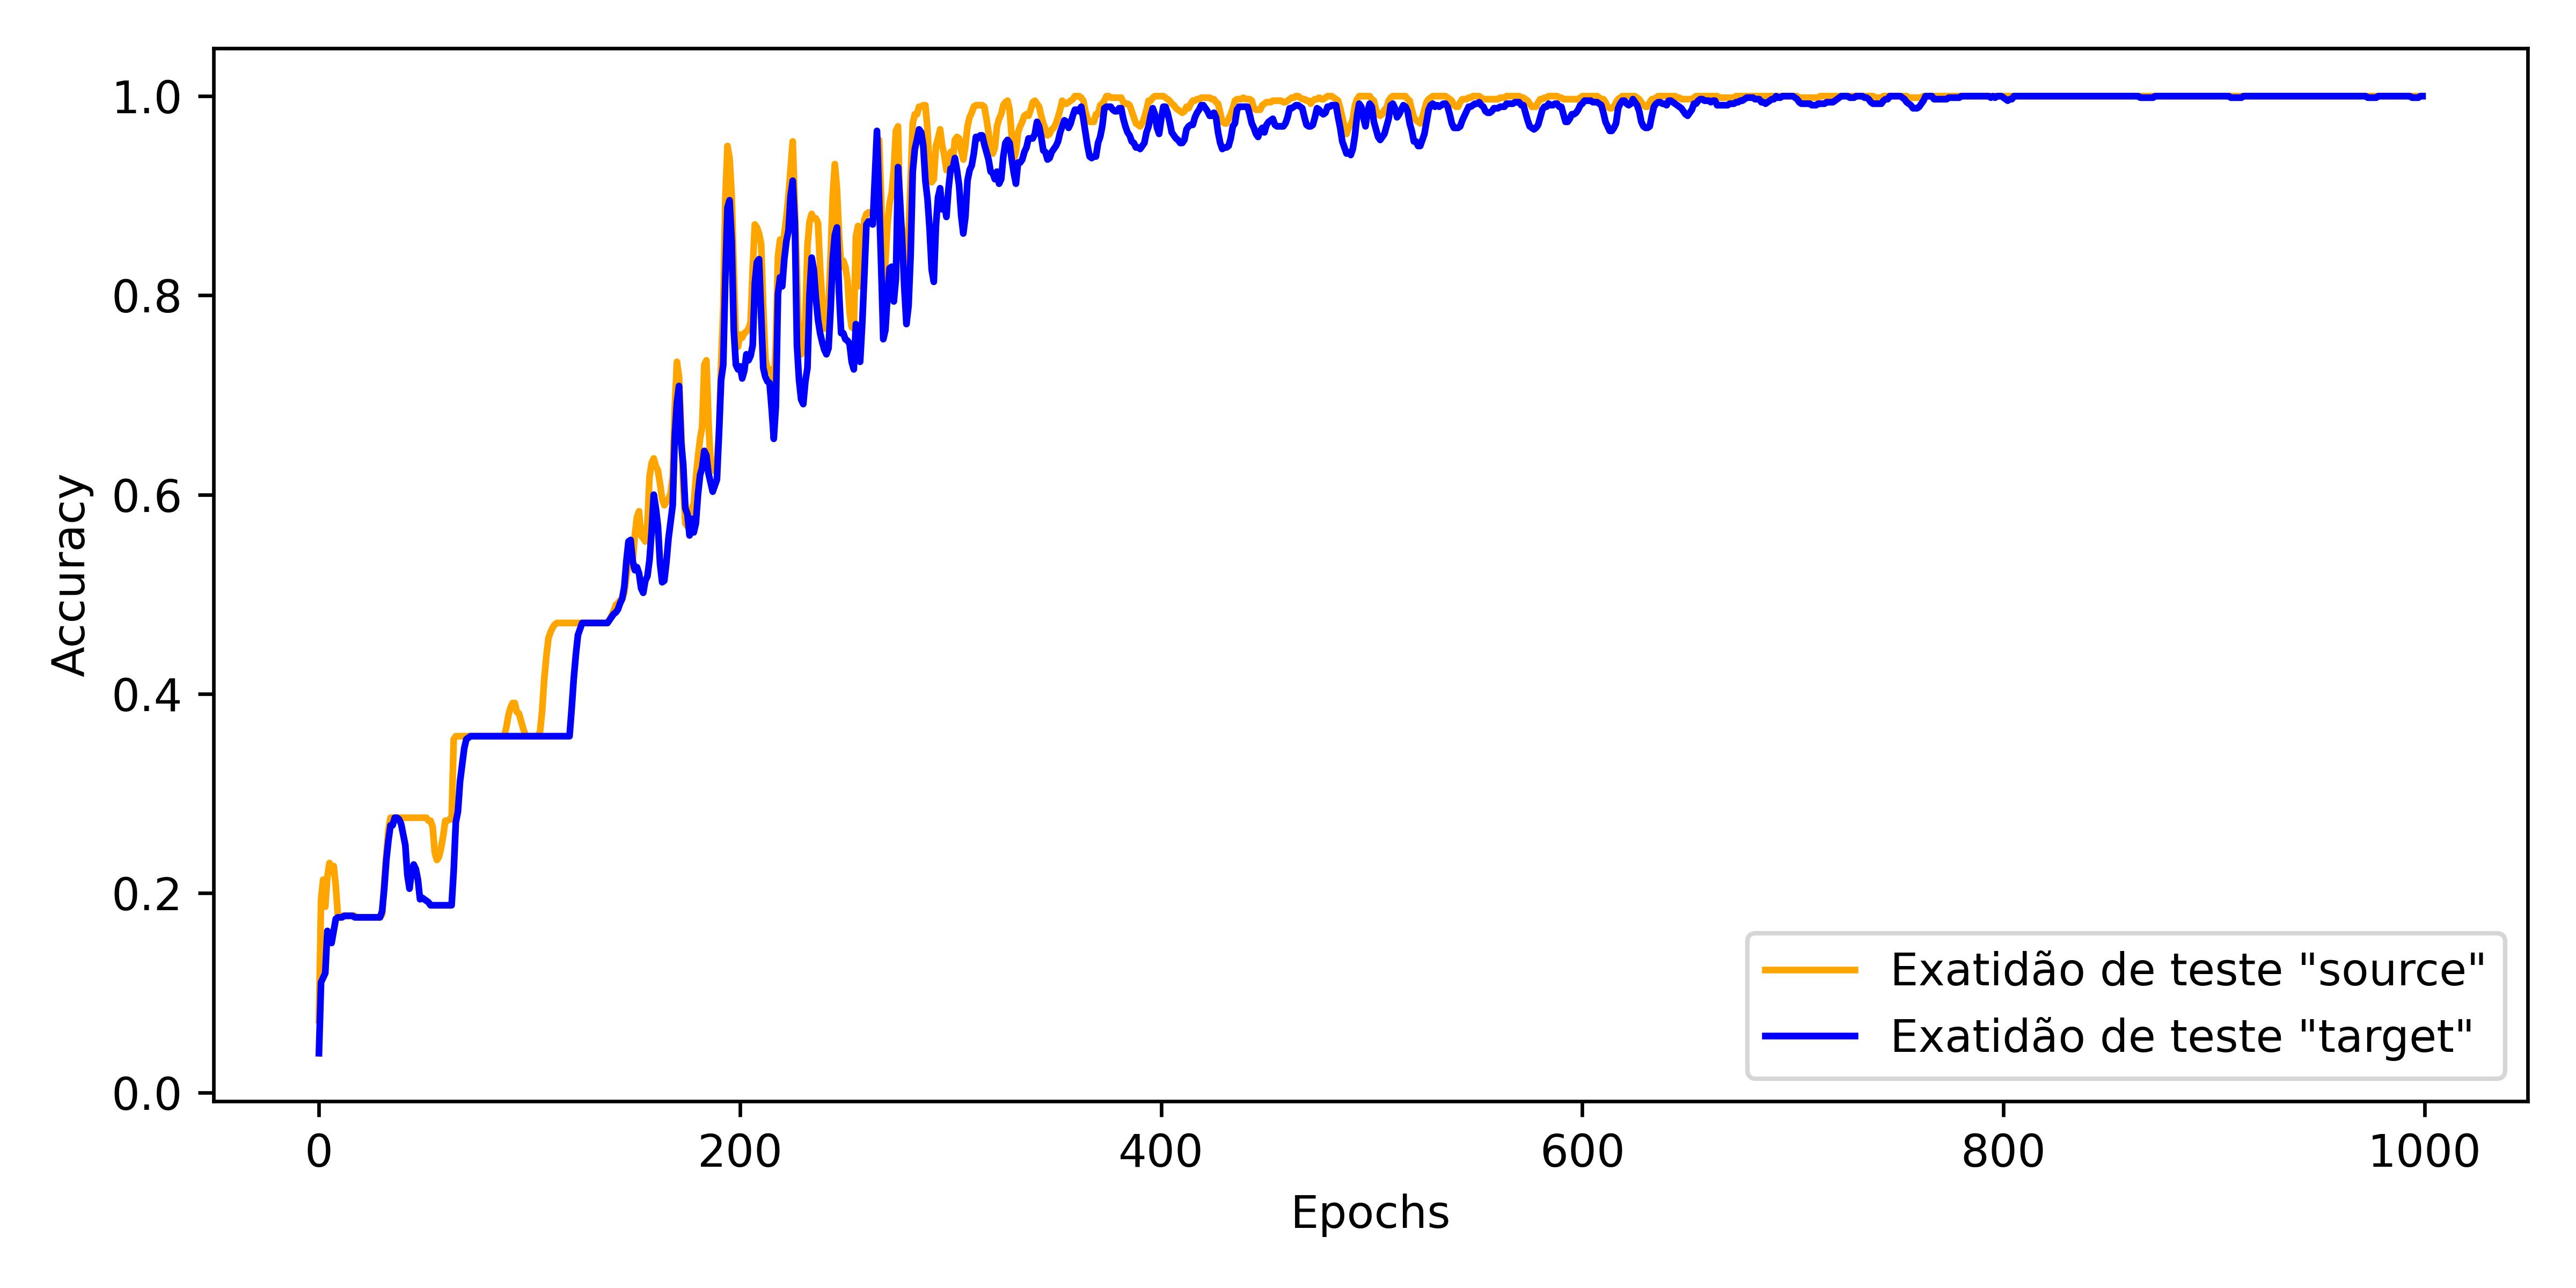 1.0
0.8
0.6
0.4
0.2
0.0
Accuracy
0 200 400 600 800 1000
Epochs
Exatidão de teste "source"
Exatidão de teste "target"